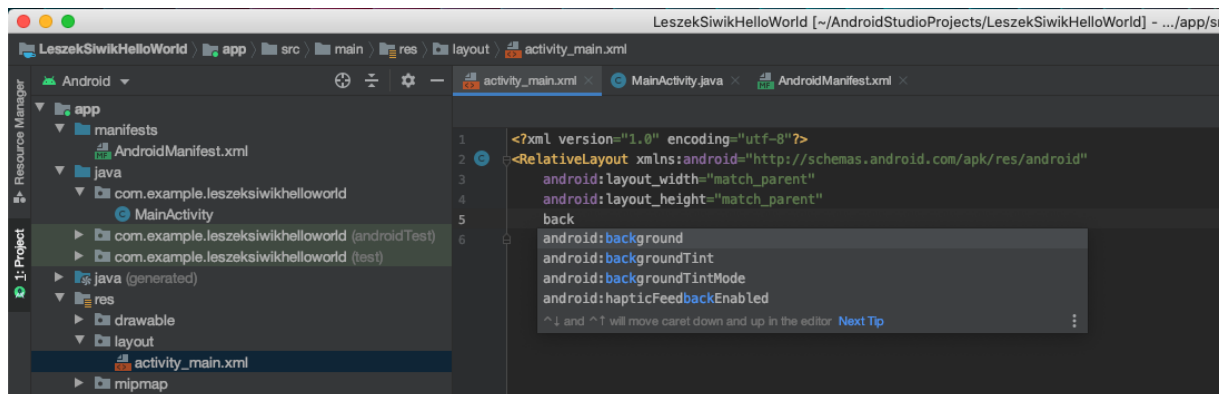 LeszekSiwikHelloWorld [~/AndroidStudioProjects/LeszekSiwikHelloWorld] - .../app/sr
LeszekSiwikHelloWorld app src main res layout activity_main.xml
Android
activity_main.xml MainActivity.java AndroidManifest.xml
Resource Manager
1: Project
app
manifests
AndroidManifest.xml
java
com.example.leszeksiwikhelloworld
MainActivity
com.example.leszeksiwikhelloworld (androidTest)
com.example.leszeksiwikhelloworld (test)
java (generated)
res
drawable
layout
activity_main.xml
mipmap
1 <?xml version="1.0" encoding="utf-8"?>
2 <RelativeLayout xmlns:android="http://schemas.android.com/apk/res/android"
3 android:layout_width="match_parent"
4 android:layout_height="match_parent"
5 back
6
android:background
android:backgroundTint
android:backgroundTintMode
android:hapticFeedbackEnabled
^↓ and ^↑ will move caret down and up in the editor Next Tip